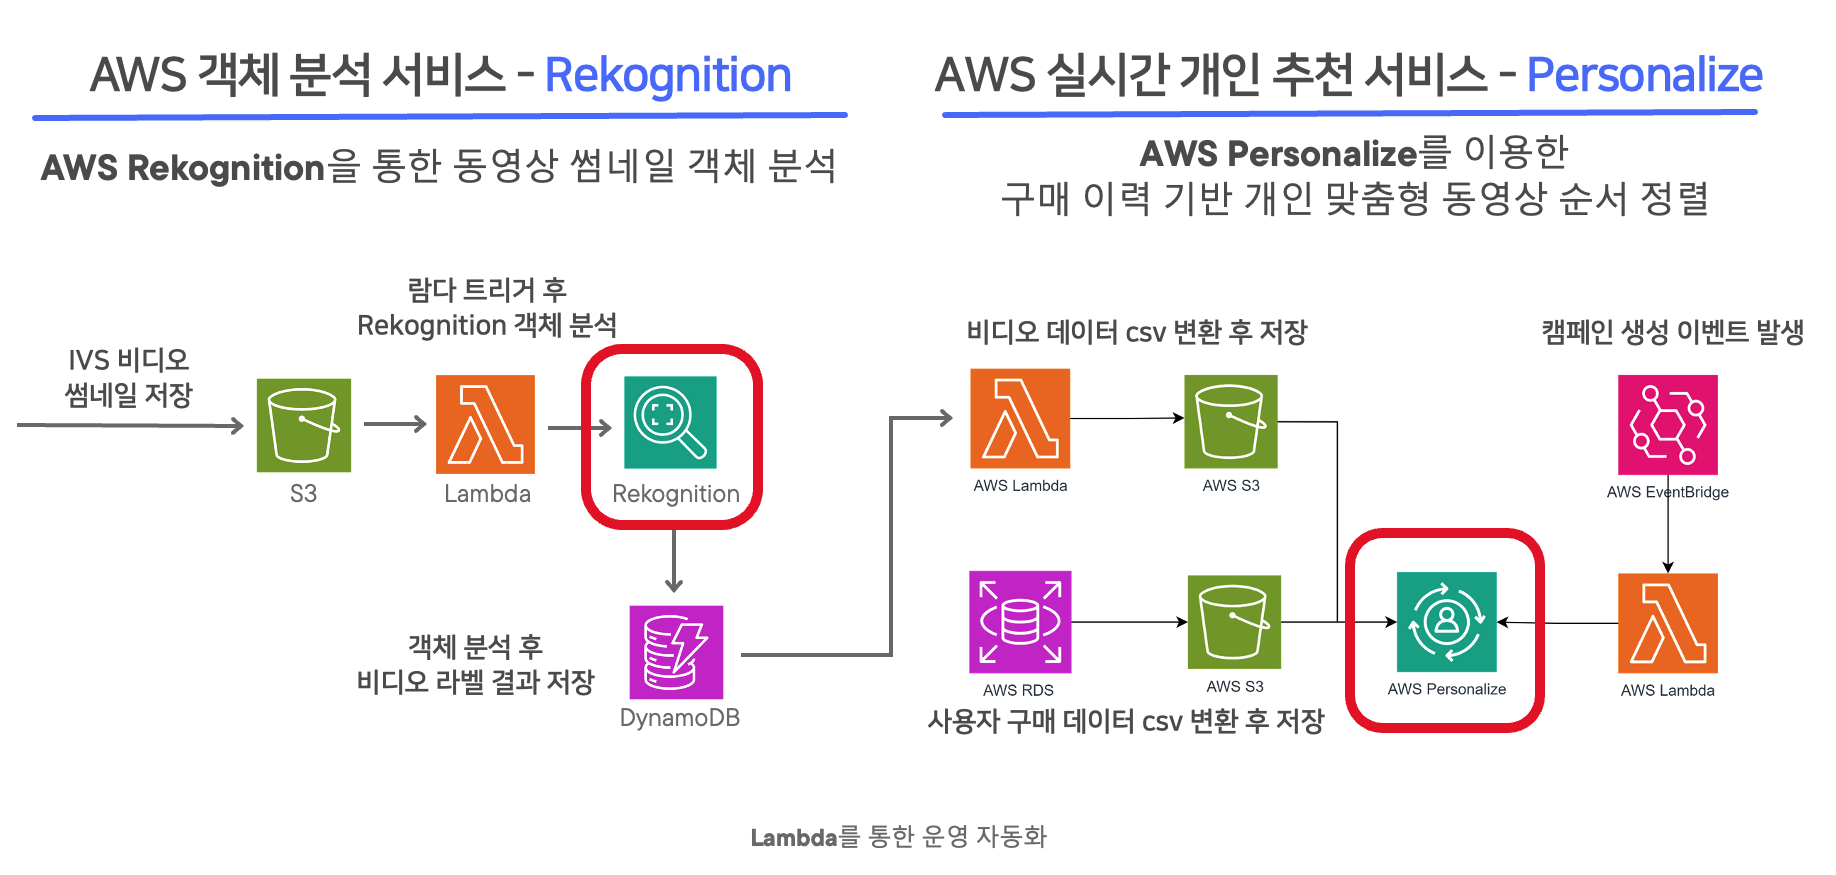 AWS 객체 분석 서비스 - Rekognition
AWS Rekognition을 통한 동영상 썸네일 객체 분석
람다 트리거 후
Rekognition 객체 분석
IVS 비디오
썸네일 저장
S3
Lambda
Rekognition
객체 분석 후
비디오 라벨 결과 저장
DynamoDB
AWS 실시간 개인 추천 서비스 - Personalize
AWS Personalize를 이용한
구매 이력 기반 개인 맞춤형 동영상 순서 정렬
비디오 데이터 csv 변환 후 저장
캠페인 생성 이벤트 발생
AWS Lambda
AWS S3
AWS EventBridge
AWS RDS
AWS S3
AWS Personalize
AWS Lambda
사용자 구매 데이터 csv 변환 후 저장
Lambda를 통한 운영 자동화